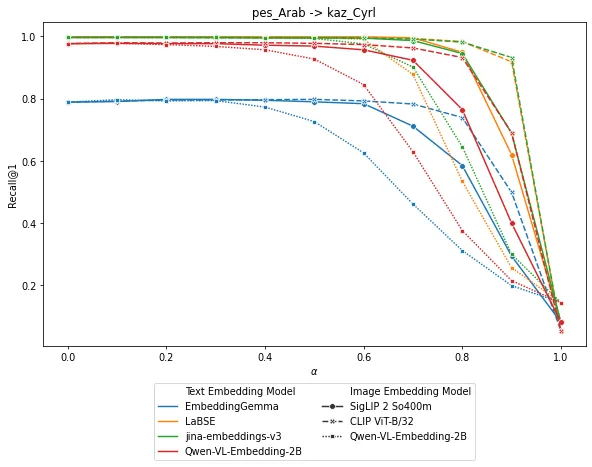 pes_Arab -> kaz_Cyrl
Recall@1
1.0
0.8
0.6
0.4
0.2
0.0 0.2 0.4 0.6 0.8 1.0
α
Text Embedding Model
EmbeddingGemma
LaBSE
jina-embeddings-v3
Qwen-VL-Embedding-2B
Image Embedding Model
SigLIP 2 So400m
CLIP ViT-B/32
Qwen-VL-Embedding-2B